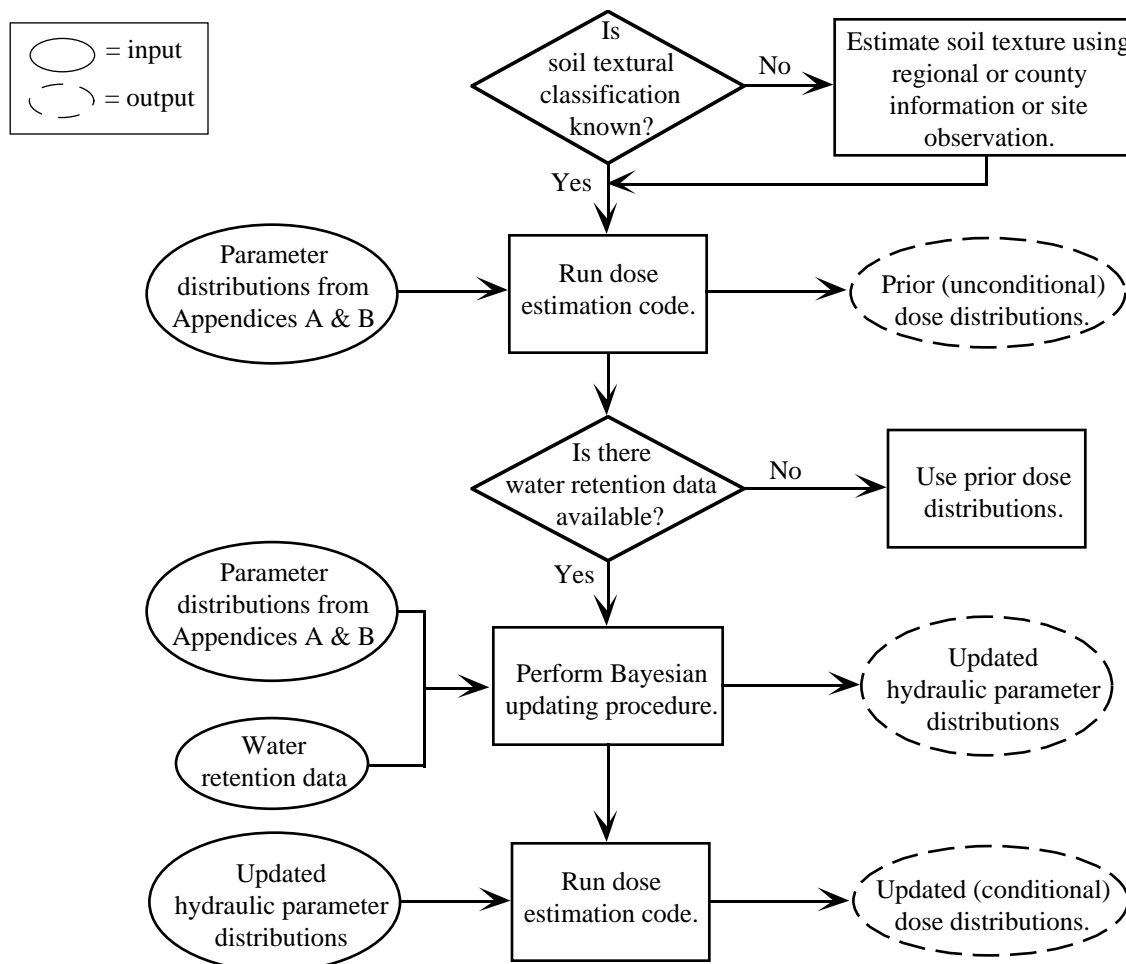 = input
= output
Is
soil textural
classification
known?
No
Estimate soil texture using
regional or county
information or site
observation.
Yes
Parameter
distributions from
Appendices A & B
Run dose
estimation code.
Prior (unconditional)
dose distributions.
Is there
water retention data
available?
No
Use prior dose
distributions.
Yes
Parameter
distributions from
Appendices A & B
Water
retention data
Perform Bayesian
updating procedure.
Updated
hydraulic parameter
distributions
Updated
hydraulic parameter
distributions
Run dose
estimation code.
Updated (conditional)
dose distributions.